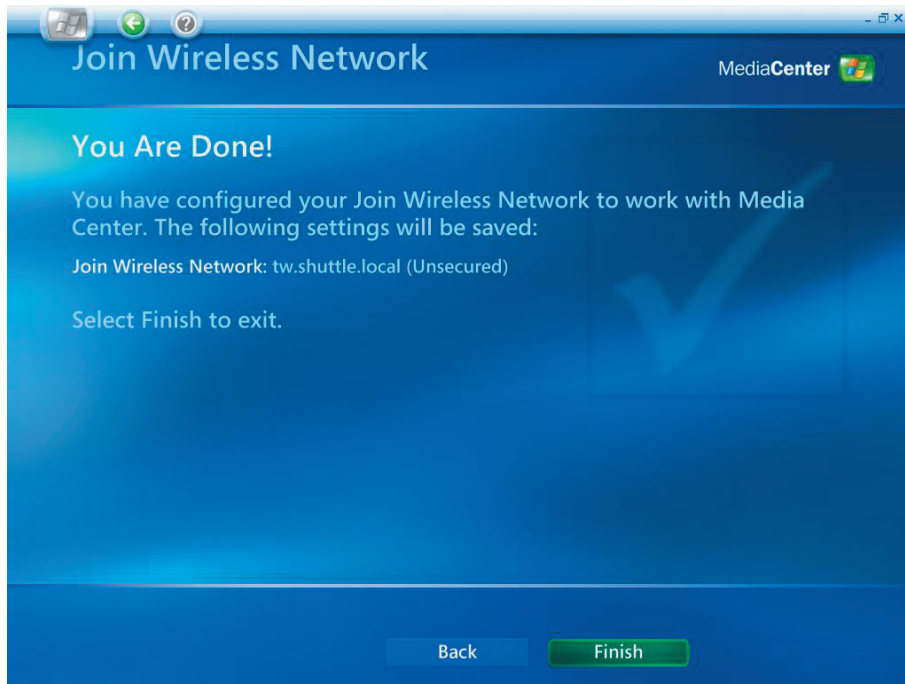 Join Wireless Network
MediaCenter
You Are Done!
You have configured your Join Wireless Network to work with Media
Center. The following settings will be saved:
Join Wireless Network: tw.shuttle.local (Unsecured)
Select Finish to exit.
Back
Finish